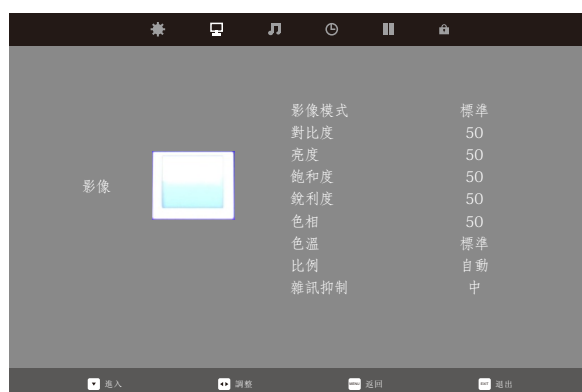 影像
影像模式 標準
對比度 50
亮度 50
飽和度 50
銳利度 50
色相 50
色溫 標準
比例 自動
雜訊抑制 中
進入 調整 MENU 返回 EXIT 退出